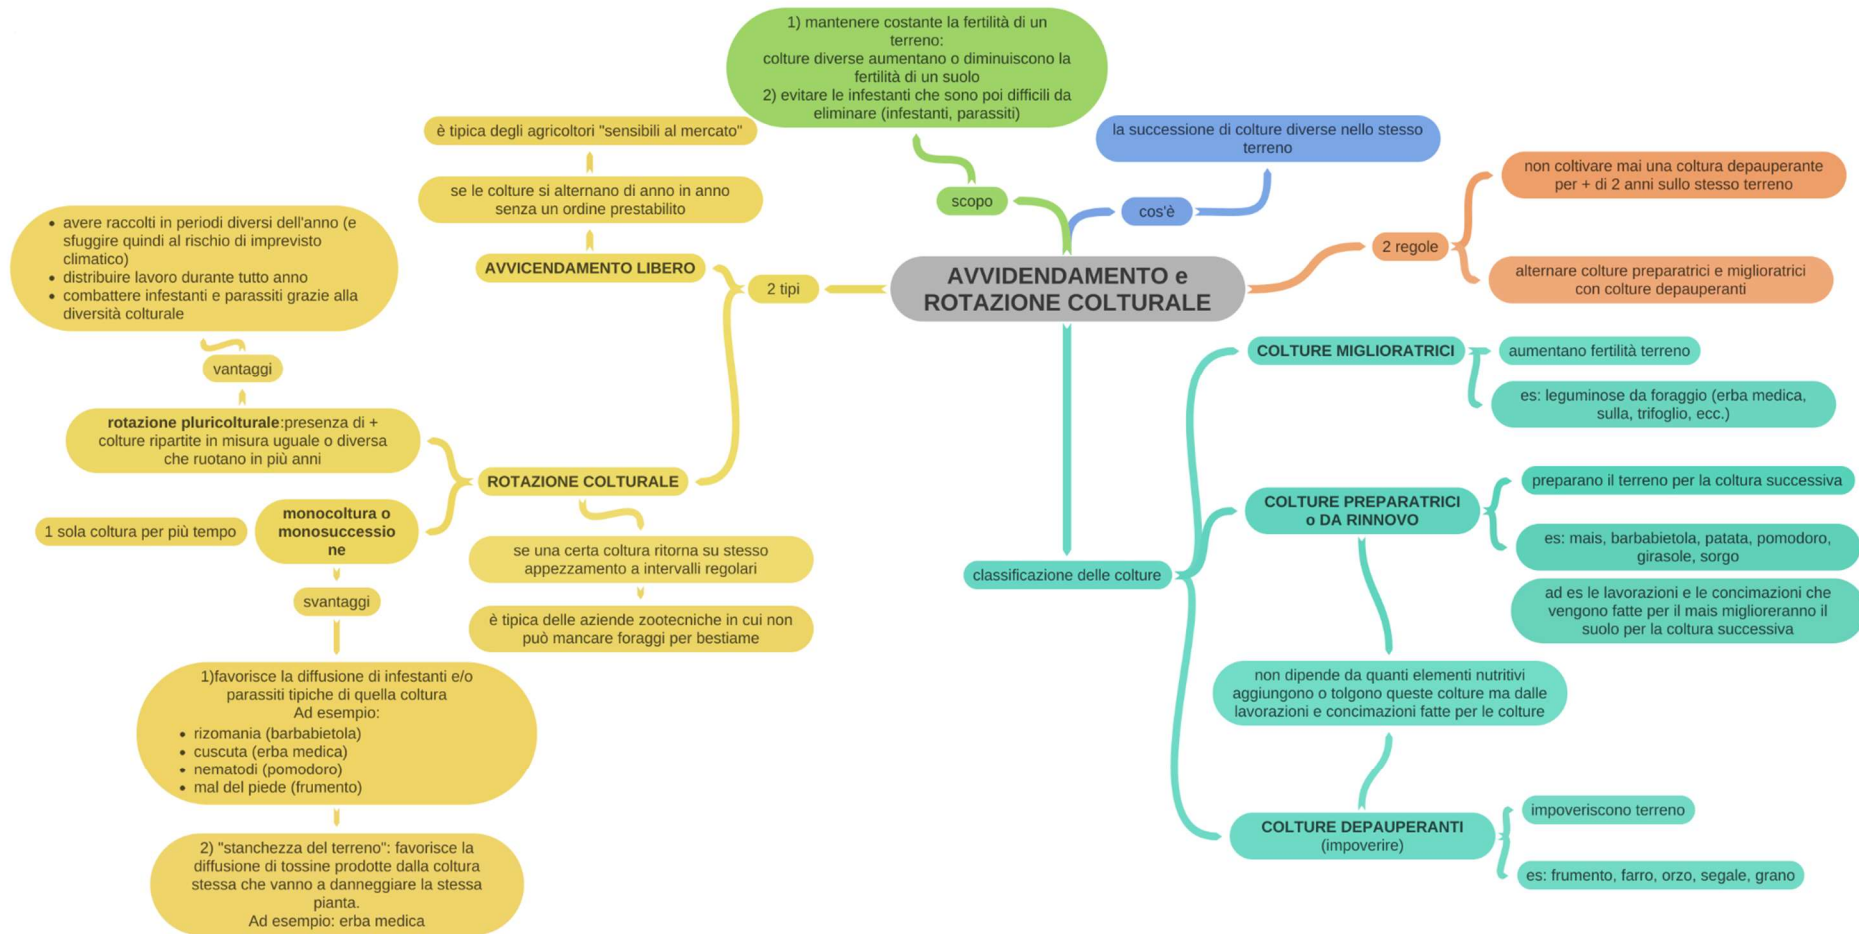 AVVIDENDAMENTO e
ROTAZIONE COLTURALE
scopo
1) mantenere costante la fertilità di un
terreno:
colture diverse aumentano o diminuiscono la
fertilità di un suolo
2) evitare le infestanti che sono poi difficili da
eliminare (infestanti, parassiti)
cos'è
la successione di colture diverse nello stesso
terreno
2 regole
non coltivare mai una coltura depauperante
per + di 2 anni sullo stesso terreno
alternare colture preparatrici e miglioratrici
con colture depauperanti
classificazione delle colture
COLTURE MIGLIORATRICI
aumentano fertilità terreno
es: leguminose da foraggio (erba medica,
sulla, trifoglio, ecc.)
COLTURE PREPARATRICI
o DA RINNOVO
preparano il terreno per la coltura successiva
es: mais, barbabietola, patata, pomodoro,
girasole, sorgo
ad es le lavorazioni e le concimazioni che
vengono fatte per il mais miglioreranno il
suolo per la coltura successiva
non dipende da quanti elementi nutritivi
aggiungono o tolgono queste colture ma dalle
lavorazioni e concimazioni fatte per le colture
COLTURE DEPAUPERANTI
(impoverire)
impoveriscono terreno
es: frumento, farro, orzo, segale, grano
2 tipi
AVVICENDAMENTO LIBERO
se le colture si alternano di anno in anno
senza un ordine prestabilito
è tipica degli agricoltori "sensibili al mercato"
ROTAZIONE COLTURALE
se una certa coltura ritorna su stesso
appezzamento a intervalli regolari
è tipica delle aziende zootecniche in cui non
può mancare foraggi per bestiame
rotazione pluricolturale:presenza di +
colture ripartite in misura uguale o diversa
che ruotano in più anni
vantaggi
• avere raccolti in periodi diversi dell'anno (e
sfuggire quindi al rischio di imprevisto
climatico)
• distribuire lavoro durante tutto anno
• combattere infestanti e parassiti grazie alla
diversità colturale
monocoltura o
monosuccessio
ne
1 sola coltura per più tempo
svantaggi
1)favorisce la diffusione di infestanti e/o
parassiti tipiche di quella coltura
Ad esempio:
• rizomania (barbabietola)
• cuscuta (erba medica)
• nematodi (pomodoro)
• mal del piede (frumento)
2) "stanchezza del terreno": favorisce la
diffusione di tossine prodotte dalla coltura
stessa che vanno a danneggiare la stessa
pianta.
Ad esempio: erba medica